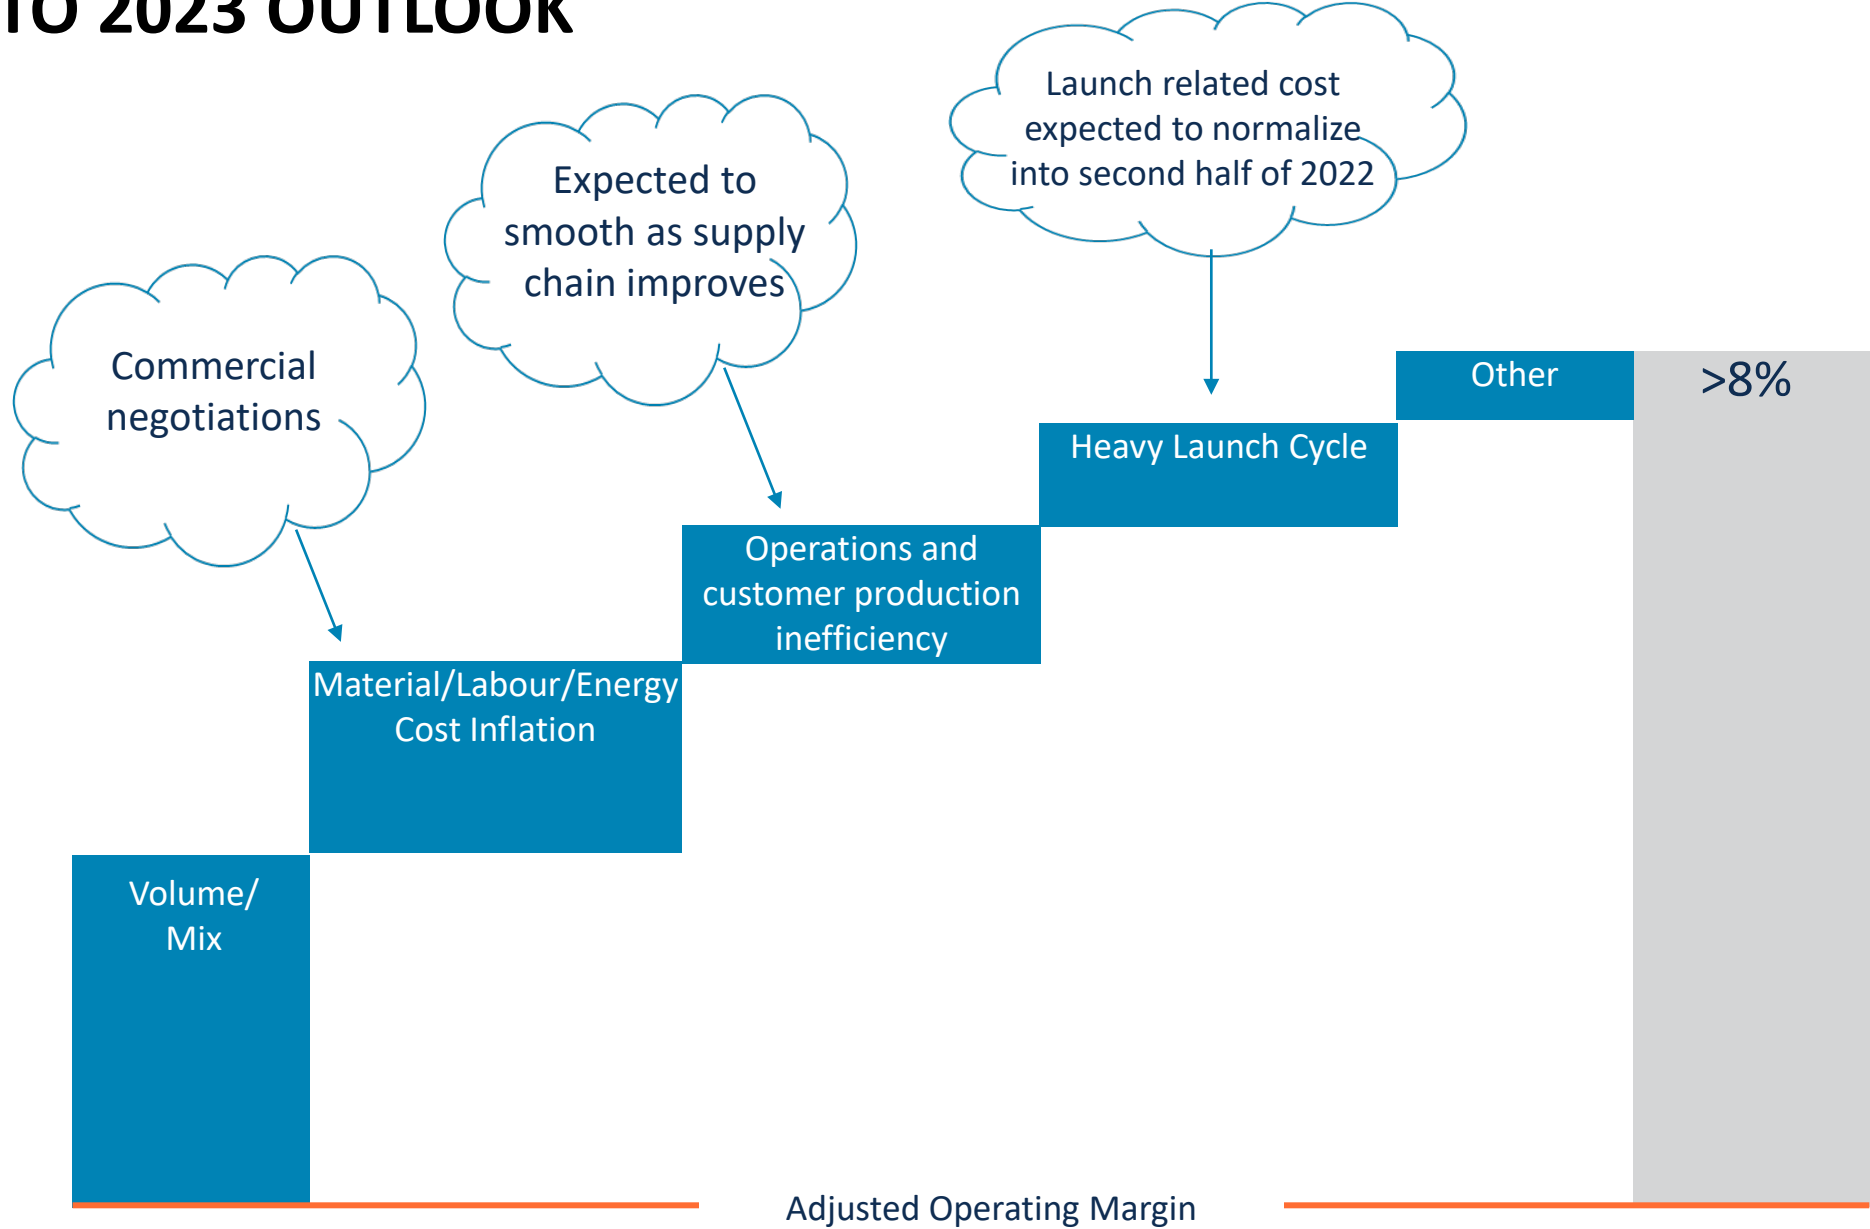 TO 2023 OUTLOOK
Launch related cost
expected to normalize
into second half of 2022
Expected to
smooth as supply
chain improves
Commercial
negotiations
Other
>8%
Heavy Launch Cycle
Operations and
customer production
inefficiency
Material/Labour/Energy
Cost Inflation
Volume/
Mix
Adjusted Operating Margin